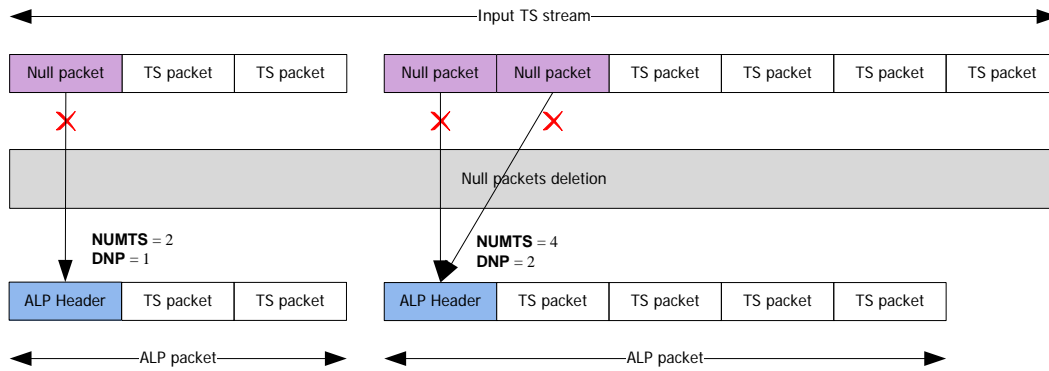 Input TS stream
Null packet TS packet TS packet Null packet Null packet TS packet TS packet TS packet TS packet
Null packets deletion
NUMTS = 2
DNP = 1
NUMTS = 4
DNP = 2
ALP Header TS packet TS packet ALP Header TS packet TS packet TS packet TS packet
ALP packet ALP packet